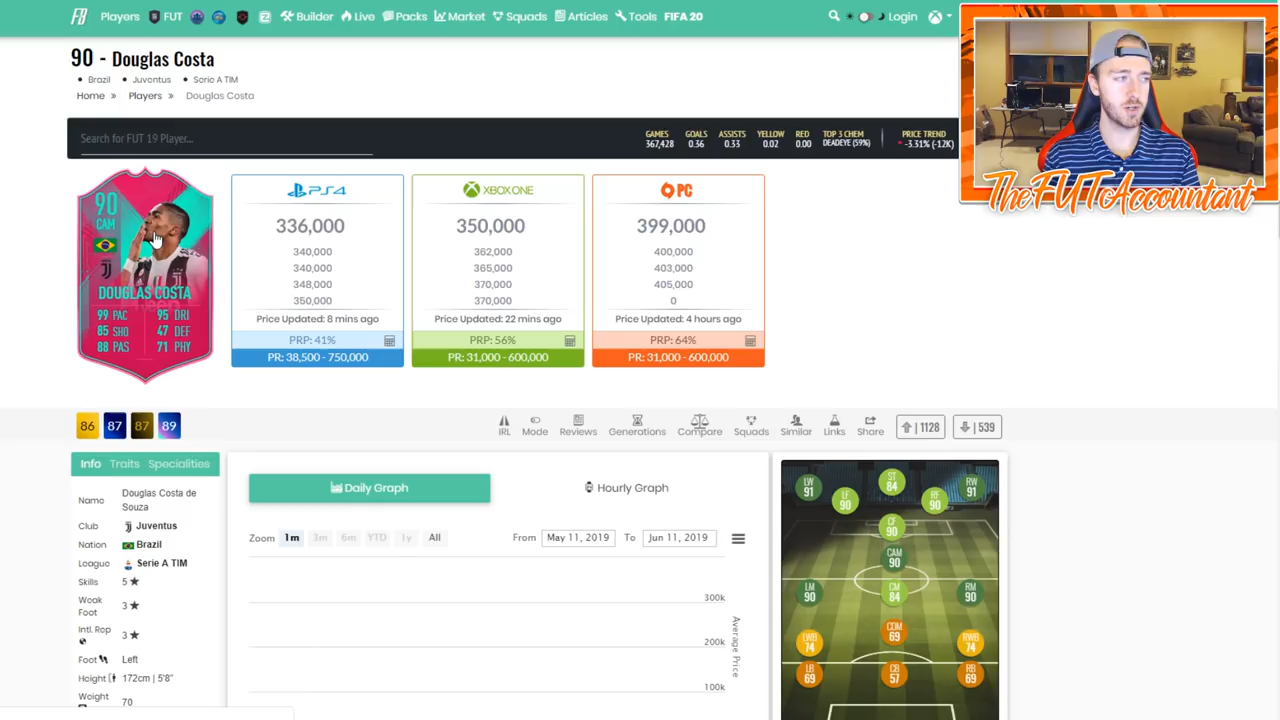 FB Players FUT Builder Live Packs Market Squads Articles Tools FIFA 20 Login
90 - Douglas Costa
Brazil Juventus Serie A TIM
Home » Players » Douglas Costa
Search for FUT 19 Player...
GAMES GOALS ASSISTS YELLOW RED TOP 3 CHEM PRICE TREND
367,428 0.36 0.33 0.02 0.00 DEADEYE (59%) -3.31% (-12K)
TheFUTAccountant
90
CAM
DOUGLAS COSTA
99 PAC 95 DRI
85 SHO 47 DEF
88 PAS 71 PHY
PS4
336,000
340,000
340,000
348,000
350,000
Price Updated: 8 mins ago
PRP: 41%
PR: 38,500 - 750,000
XBOX ONE
350,000
362,000
365,000
370,000
370,000
Price Updated: 22 mins ago
PRP: 56%
PR: 31,000 - 600,000
PC
399,000
400,000
403,000
405,000
0
Price Updated: 4 hours ago
PRP: 64%
PR: 31,000 - 600,000
86 87 87 89
IRL Mode Reviews Generations Compare Squads Similar Links Share 1128 539
Info Traits Specialities
Name Douglas Costa de
Souza
Club Juventus
Nation Brazil
League Serie A TIM
Skills 5
Weak
Foot 3
Intl. Rep 3
Foot Left
Height 172cm | 5'8"
Weight 70
Daily Graph Hourly Graph
Zoom 1m 3m 6m YTD 1y All From May 11, 2019 To Jun 11, 2019
300k
200k
100k
Average Price
ST
84
LW
91
RW
91
LF
90
RF
90
CF
90
CAM
90
LM
90
CM
84
RM
90
CDM
69
LWB
74
RWB
74
LB
69
CB
57
RB
69